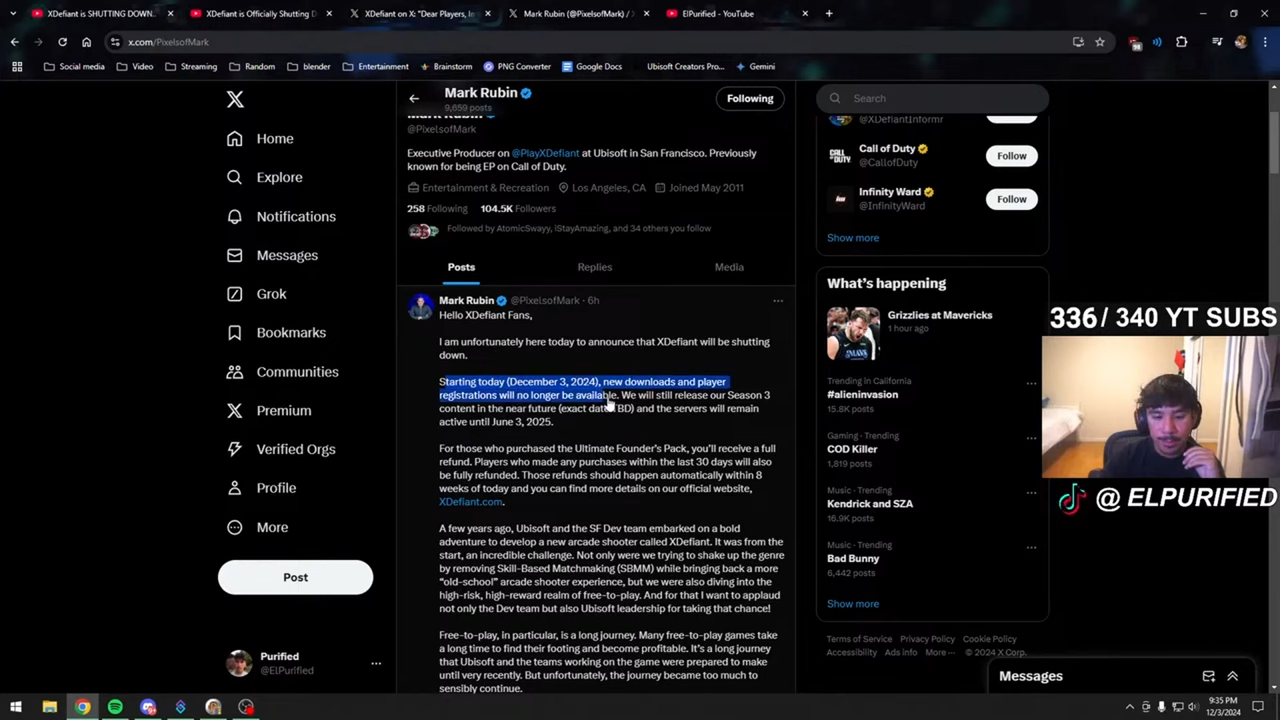 XDefiant is SHUTTING DOWN...
XDefiant is Officially Shutting D
XDefiant on X: "Dear Players, I
Mark Rubin (@PixelsofMark) / X
ElPurified - YouTube
x.com/PixelsofMark
98
Social media
Video
Streaming
Random
blender
Entertainment
Brainstorm
PNG Converter
Google Docs
Ubisoft Creators Pro...
Gemini
Home
Explore
Notifications
Messages
Grok
Bookmarks
Communities
Premium
Verified Orgs
Profile
More
Post
Purified
@ElPurified
Mark Rubin
9,659 posts
Following
Mark Rubin
@PixelsofMark
Executive Producer on @PlayXDefiant at Ubisoft in San Francisco. Previously
known for being EP on Call of Duty.
Entertainment & Recreation Los Angeles, CA Joined May 2011
258 Following 104.5K Followers
Followed by AtomicSwayy, iStayAmazing, and 34 others you follow
Posts
Replies
Media
Mark Rubin @PixelsofMark · 6h
Hello XDefiant Fans,
I am unfortunately here today to announce that XDefiant will be shutting
down.
Starting today (December 3, 2024), new downloads and player
registrations will no longer be available. We will still release our Season 3
content in the near future (exact date TBD) and the servers will remain
active until June 3, 2025.
For those who purchased the Ultimate Founder's Pack, you'll receive a full
refund. Players who made any purchases within the last 30 days will also
be fully refunded. Those refunds should happen automatically within 8
weeks of today and you can find more details on our official website,
XDefiant.com.
A few years ago, Ubisoft and the SF Dev team embarked on a bold
adventure to develop a new arcade shooter called XDefiant. It was from the
start, an incredible challenge. Not only were we trying to shake up the genre
by removing Skill-Based Matchmaking (SBMM) while bringing back a more
"old-school" arcade shooter experience, but we were also diving into the
high-risk, high-reward realm of free-to-play. And for that I want to applaud
not only the Dev team but also Ubisoft leadership for taking that chance!
Free-to-play, in particular, is a long journey. Many free-to-play games take
a long time to find their footing and become profitable. It's a long journey
that Ubisoft and the teams working on the game were prepared to make
until very recently. But unfortunately, the journey became too much to
sensibly continue.
Search
@XDefiantInformr
Call of Duty
@CallofDuty
Follow
Infinity Ward
@InfinityWard
Follow
Show more
What's happening
Grizzlies at Mavericks
1 hour ago
Trending in California
#alieninvasion
15.8K posts
Gaming · Trending
COD Killer
1,819 posts
Music · Trending
Kendrick and SZA
16.9K posts
Music · Trending
Bad Bunny
6,442 posts
Show more
Terms of Service Privacy Policy Cookie Policy
Accessibility Ads info More ··· © 2024 X Corp.
Messages
336/ 340 YT SUBS
@ ELPURIFIED
9:35 PM
12/3/2024